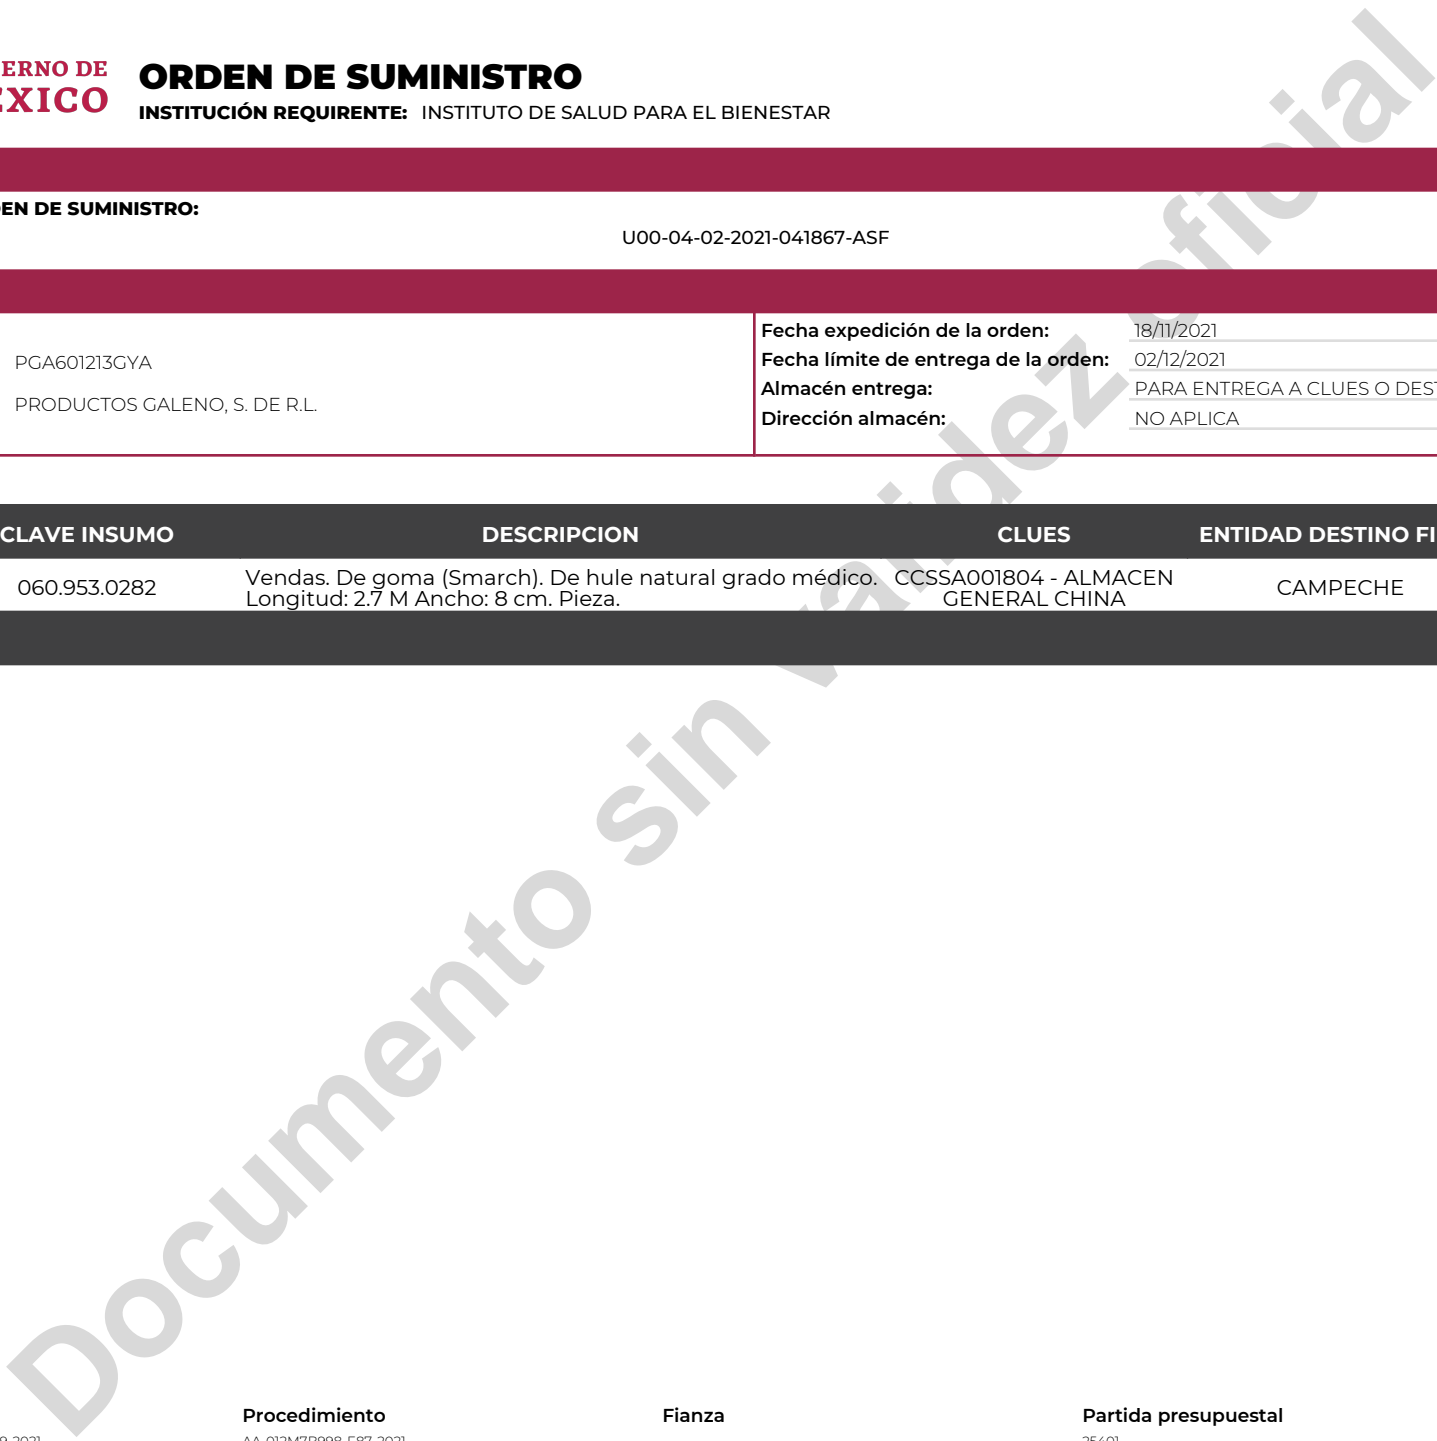 ERNO DE
ORDEN DE SUMINISTRO
XICO
INSTITUCIÓN REQUIRENTE: INSTITUTO DE SALUD PARA EL BIENESTAR
EN DE SUMINISTRO:
U00-04-02-2021-041867-ASF
Fecha expedición de la orden: 18/11/2021
PGA601213GYA
Fecha límite de entrega de la orden: 02/12/2021
Almacén entrega: PARA ENTREGA A CLUES O DEST
PRODUCTOS GALENO, S. DE R.L.
Dirección almacén: NO APLICA
CLAVE INSUMO DESCRIPCION CLUES ENTIDAD DESTINO FI
060.953.0282 Vendas. De goma (Smarch). De hule natural grado médico. CCSSA001804 - ALMACEN CAMPECHE
Longitud: 2.7 M Ancho: 8 cm. Pieza. GENERAL CHINA
Documento sin validez oficial
Procedimiento Fianza Partida presupuestal